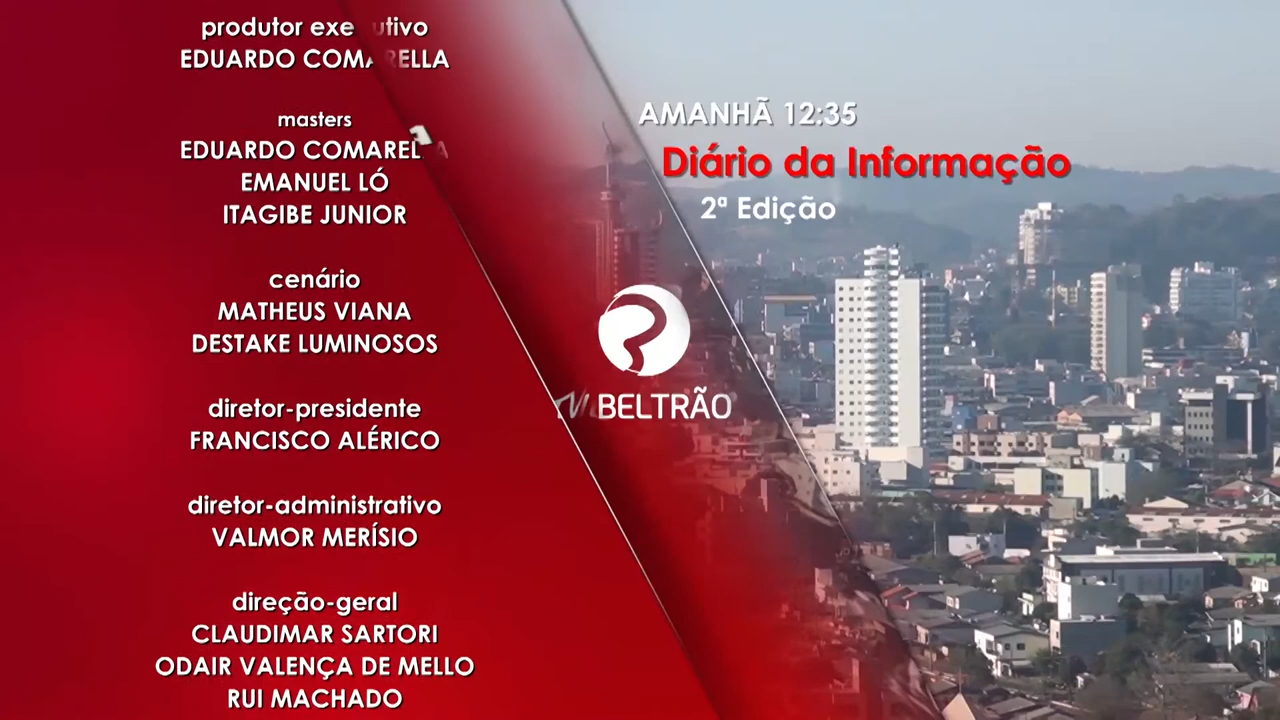 produtor executivo
EDUARDO COMARELLA
masters
EDUARDO COMARELLA
EMANUEL LÓ
ITAGIBE JUNIOR
cenário
MATHEUS VIANA
DESTAKE LUMINOSOS
diretor-presidente
FRANCISCO ALÉRICO
diretor-administrativo
VALMOR MERÍSIO
direção-geral
CLAUDIMAR SARTORI
ODAIR VALENÇA DE MELLO
RUI MACHADO
AMANHÃ 12:35
Diário da Informação
2ª Edição
BELTRÃO